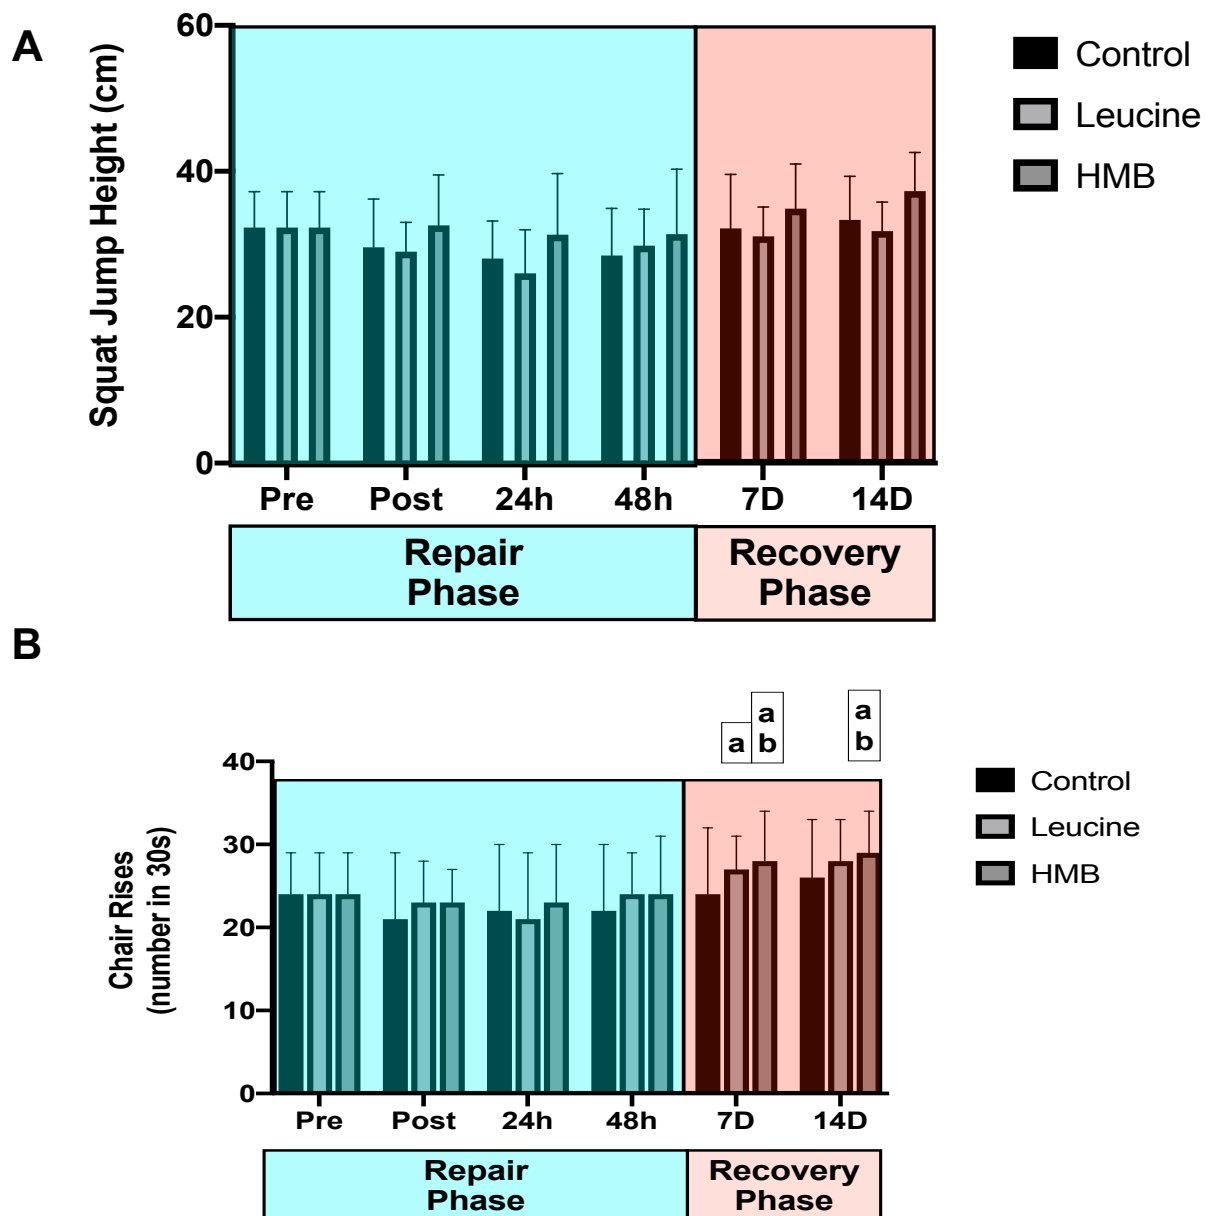 A
Squat Jump Height (cm)
60
40
20
0
Pre Post 24h 48h 7D 14D
Repair
Phase
Recovery
Phase
Control
Leucine
HMB
B
Chair Rises
(number in 30s)
40
30
20
10
0
a
a
b
a
b
Pre Post 24h 48h 7D 14D
Repair
Phase
Recovery
Phase
Control
Leucine
HMB